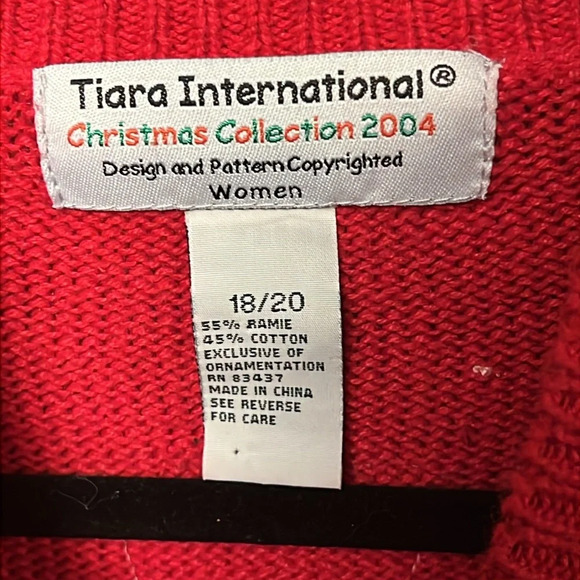 Tiara International®
Christmas Collection 2004
Design and Pattern Copyrighted
Women
18/20
55% RAMIE
45% COTTON
EXCLUSIVE OF
ORNAMENTATION
RN 83437
MADE IN CHINA
SEE REVERSE
FOR CARE